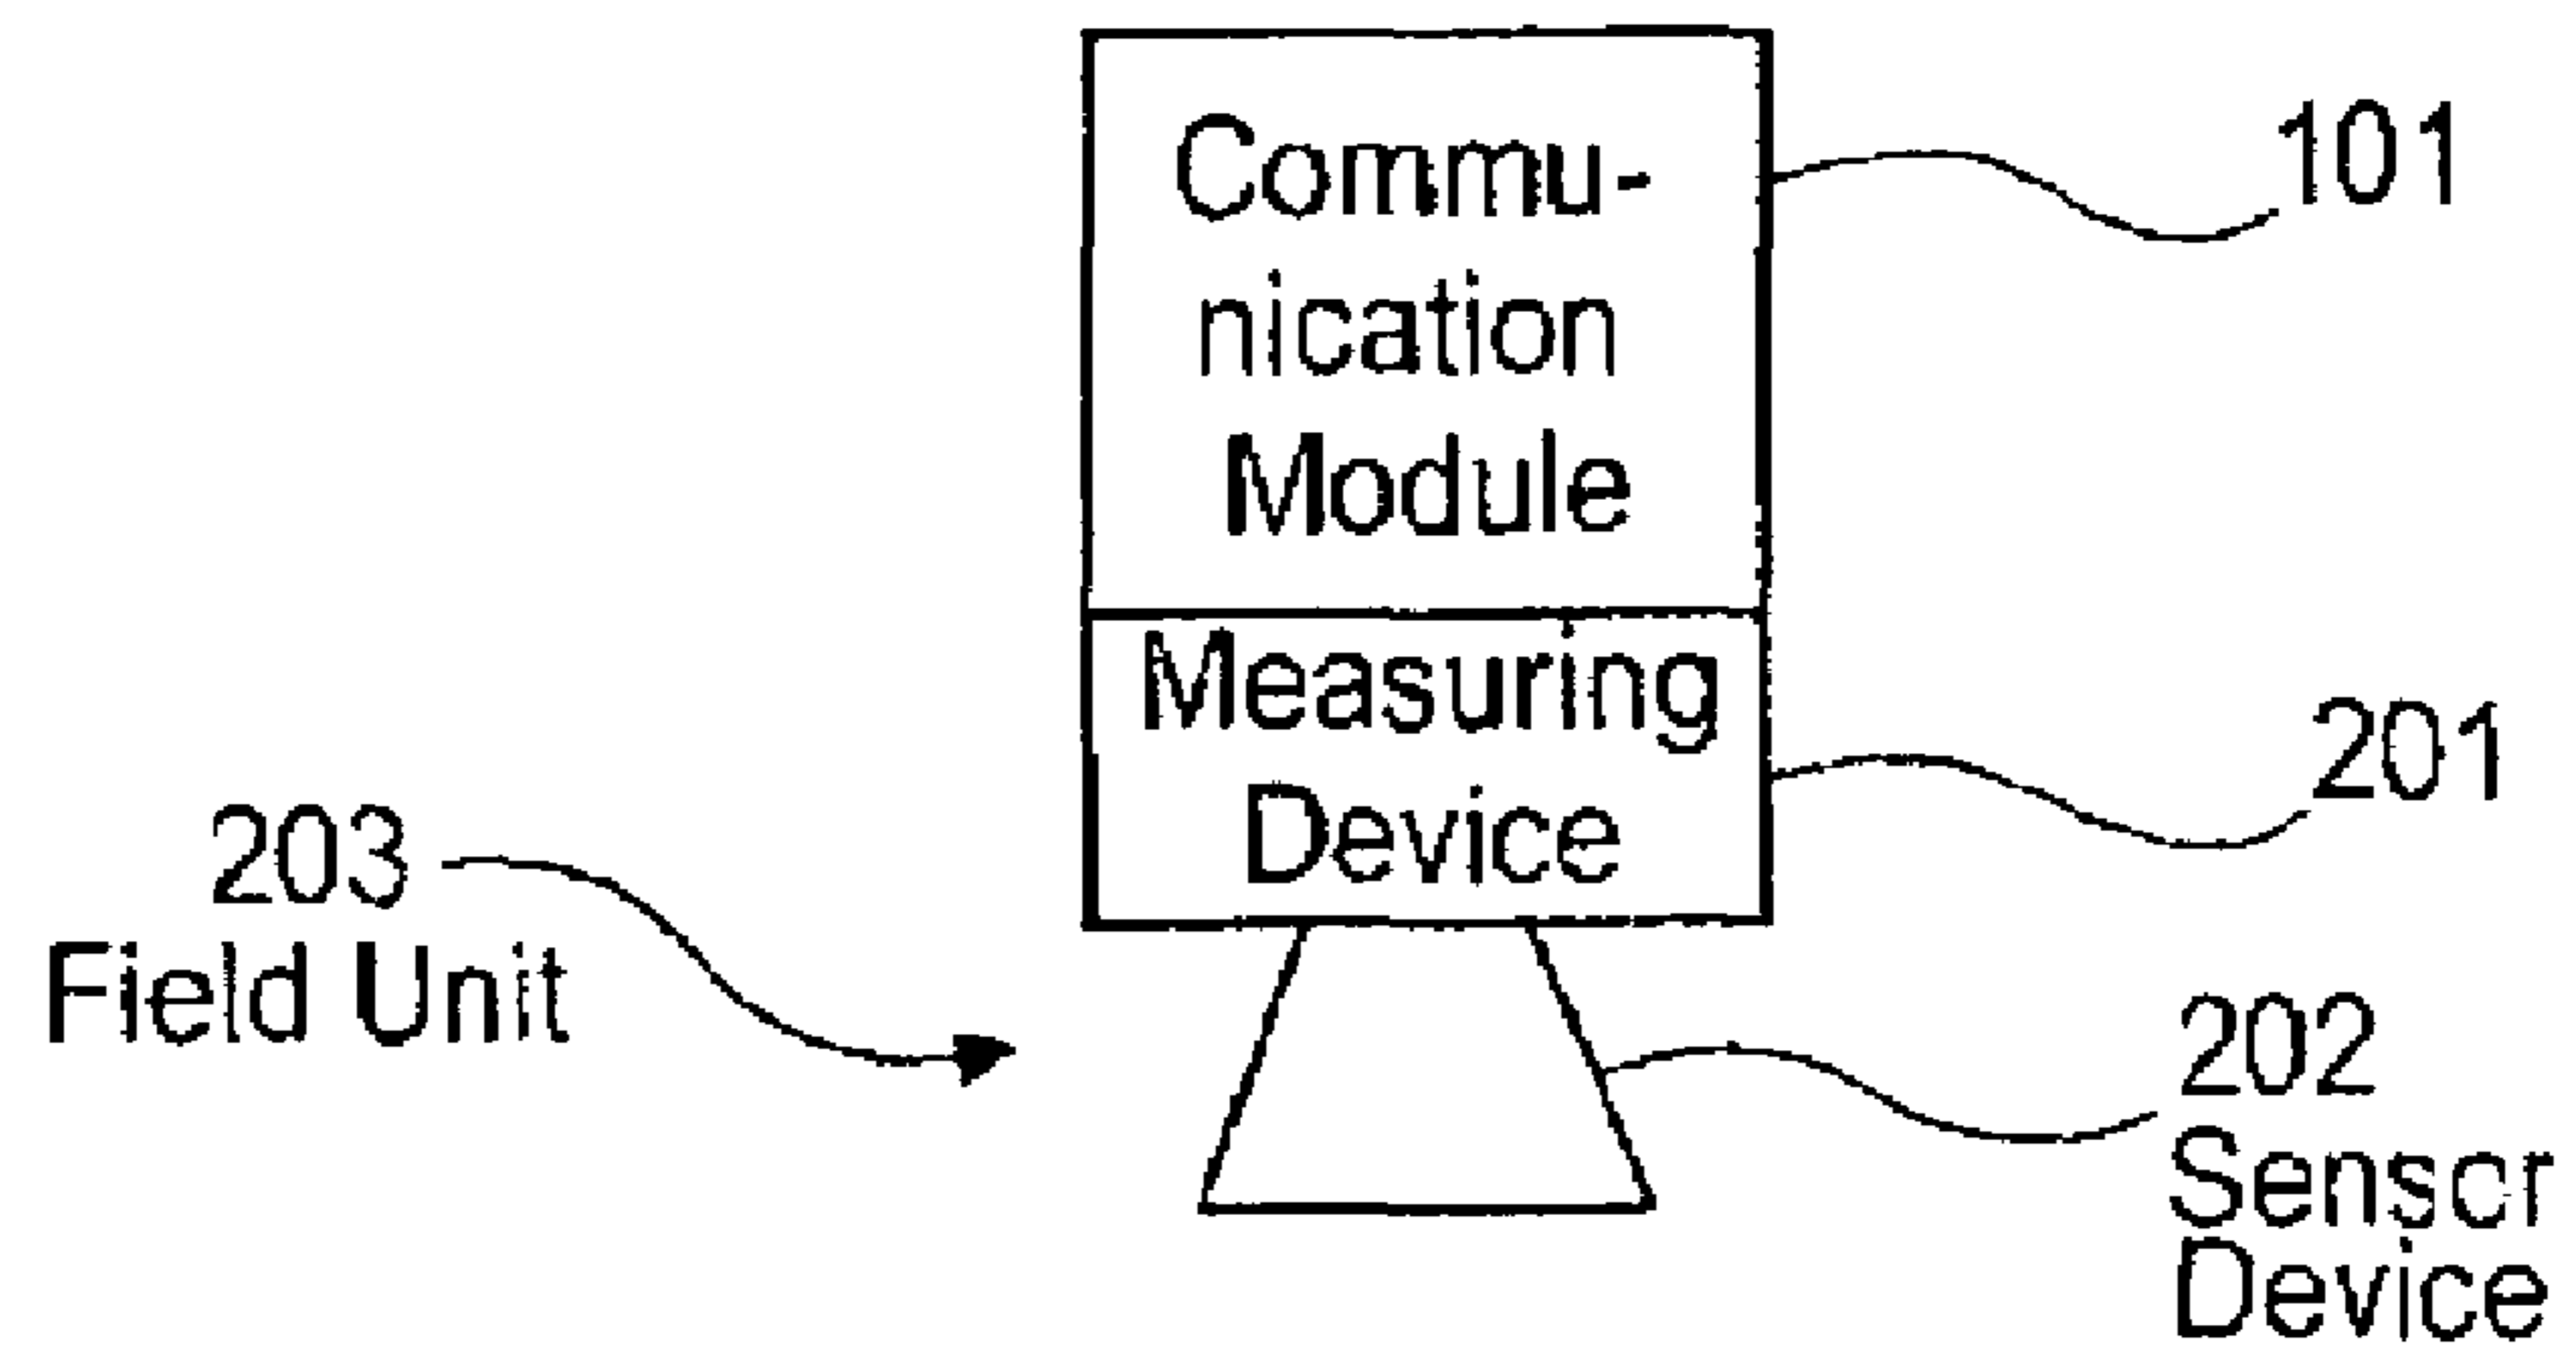 Commu-
nication
Module
101
Measuring
Device
201
203
Field Unit
202
Sensor
Device